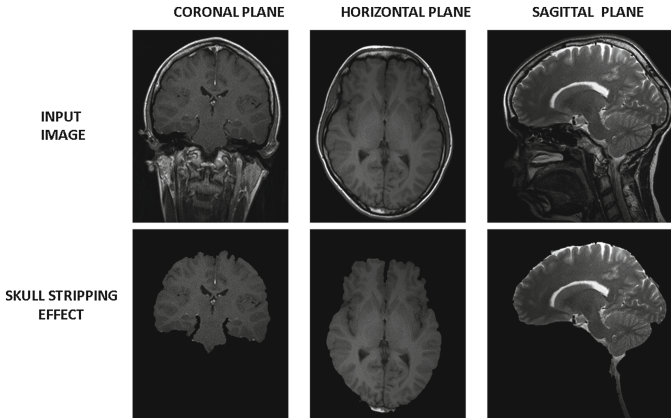 CORONAL PLANE
HORIZONTAL PLANE
SAGITTAL PLANE
INPUT
IMAGE
SKULL STRIPPING
EFFECT